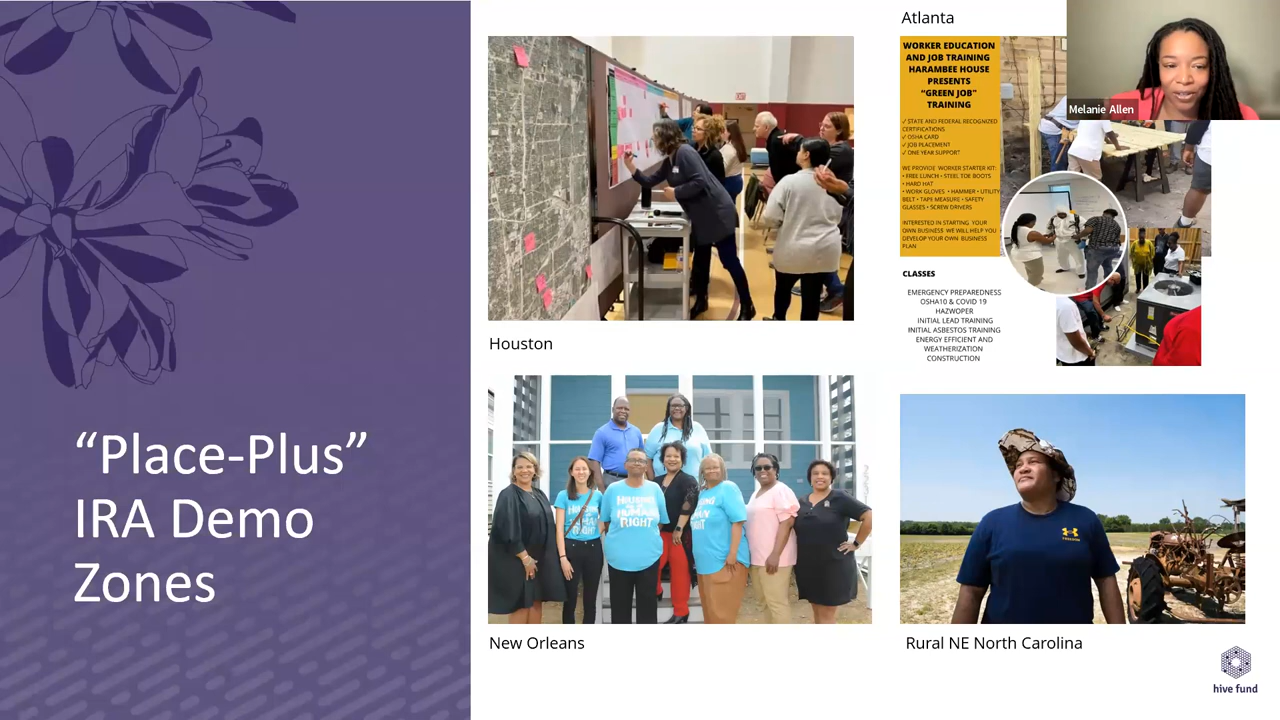 “Place-Plus”
IRA Demo
Zones
Houston
New Orleans
Atlanta
WORKER EDUCATION
AND JOB TRAINING
HARAMBEE HOUSE
PRESENTS
“GREEN JOB”
TRAINING
✓ STATE AND FEDERAL RECOGNIZED
CERTIFICATIONS
✓ OSHA CARD
✓ JOB PLACEMENT
✓ ONE YEAR SUPPORT
WE PROVIDE WORKER STARTER KIT:
• FREE LUNCH • STEEL TOE BOOTS
• HARD HAT
• WORK GLOVES • HAMMER • UTILITY
BELT • TAPE MEASURE • SAFETY
GLASSES • SCREW DRIVERS
INTERESTED IN STARTING YOUR
OWN BUSINESS WE WILL HELP YOU
DEVELOP YOUR OWN BUSINESS
PLAN
CLASSES
EMERGENCY PREPAREDNESS
OSHA10 & COVID 19
HAZWOPER
INITIAL LEAD TRAINING
INITIAL ASBESTOS TRAINING
ENERGY EFFICIENT AND
WEATHERIZATION
CONSTRUCTION
Melanie Allen
HOUSING
HUMAN
RIGHT
RIGHT
Rural NE North Carolina
hive fund